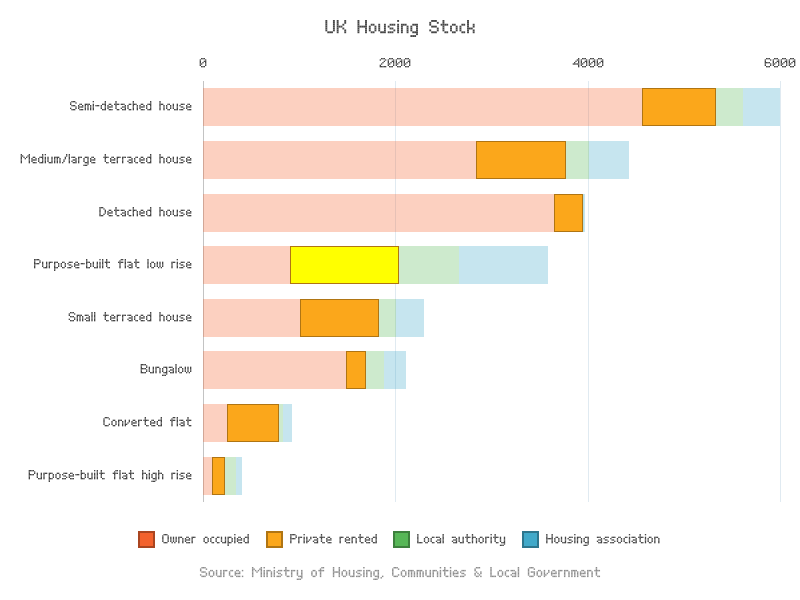 UK Housing Stock
0 2000 4000 6000
Semi-detached house
Medium/large terraced house
Detached house
Purpose-built flat low rise
Small terraced house
Bungalow
Converted flat
Purpose-built flat high rise
Owner occupied Private rented Local authority Housing association
Source: Ministry of Housing, Communities & Local Government